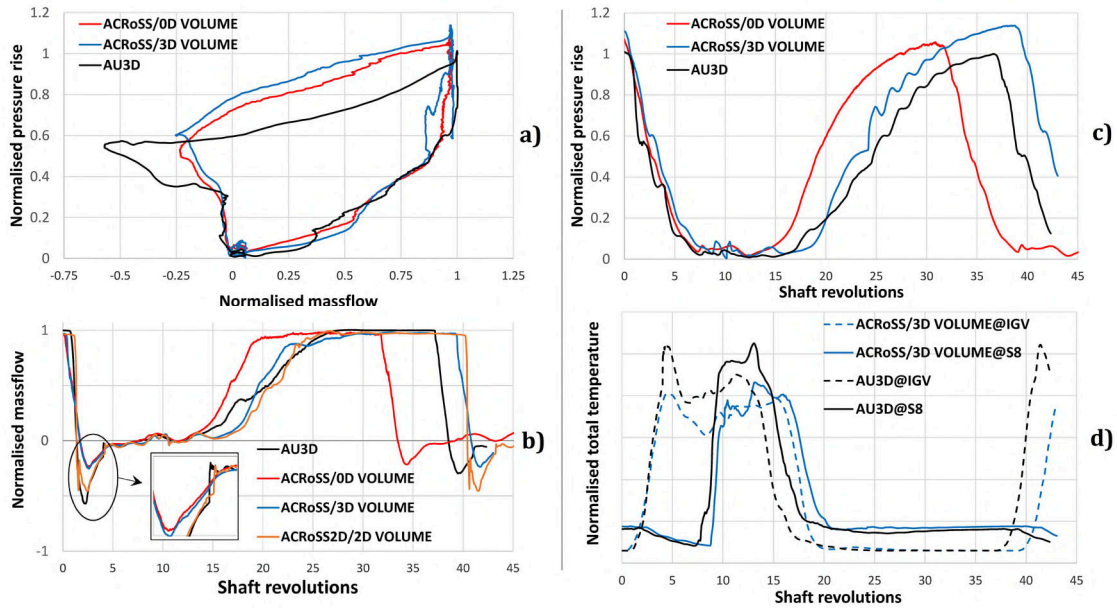 ACRoSS/0D VOLUME
ACRoSS/3D VOLUME
AU3D
Normalised pressure rise
1.2
1
0.8
0.6
0.4
0.2
0
-0.75
-0.5
-0.25
0
0.25
0.5
0.75
1
1.25
Normalised massflow
a)
ACRoSS/0D VOLUME
ACRoSS/3D VOLUME
AU3D
Normalised pressure rise
1.2
1
0.8
0.6
0.4
0.2
0
0
5
10
15
20
25
30
35
40
45
Shaft revolutions
c)
Normalised massflow
1
0
-1
AU3D
ACRoSS/0D VOLUME
ACRoSS/3D VOLUME
ACRoSS2D/2D VOLUME
0
5
10
15
20
25
30
35
40
45
Shaft revolutions
b)
Normalised total temperature
ACRoSS/3D VOLUME@IGV
ACRoSS/3D VOLUME@S8
AU3D@IGV
AU3D@S8
0
5
10
15
20
25
30
35
40
45
Shaft revolutions
d)